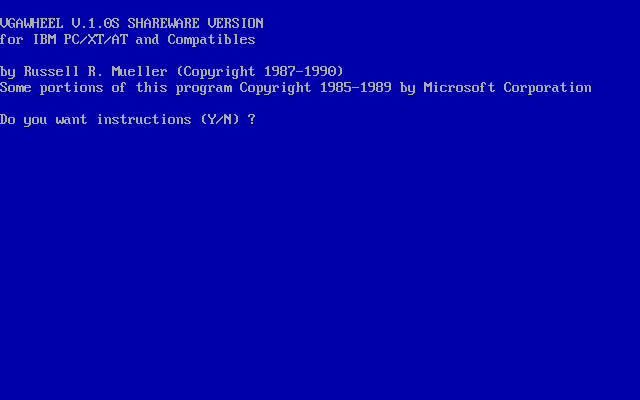 VGAWHEEL V.1.0S SHAREWARE VERSION
for IBM PC/XT/AT and Compatibles
by Russell R. Mueller (Copyright 1987-1990)
Some portions of this program Copyright 1985-1989 by Microsoft Corporation
Do you want instructions (Y/N) ?